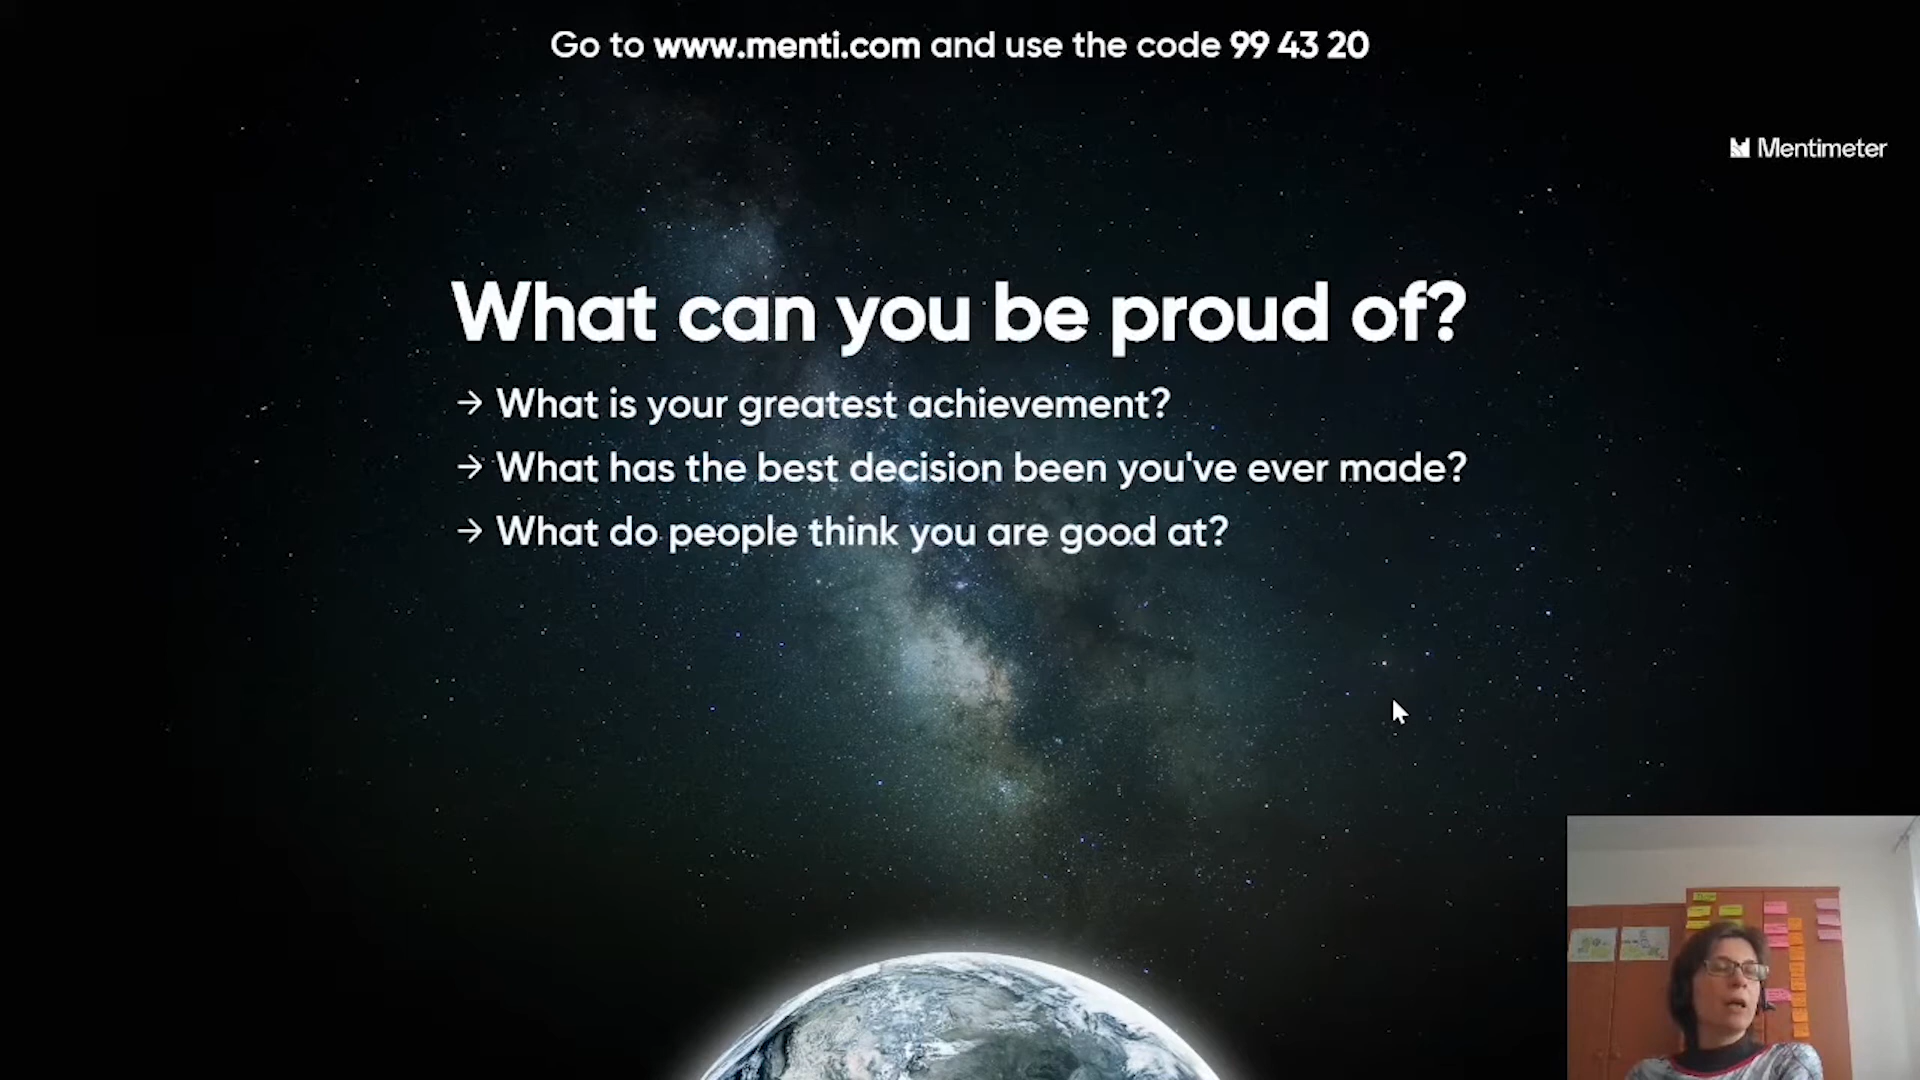 Go to www.menti.com and use the code 99 43 20
Mentimeter
What can you be proud of?
→ What is your greatest achievement?
→ What has the best decision been you've ever made?
→ What do people think you are good at?